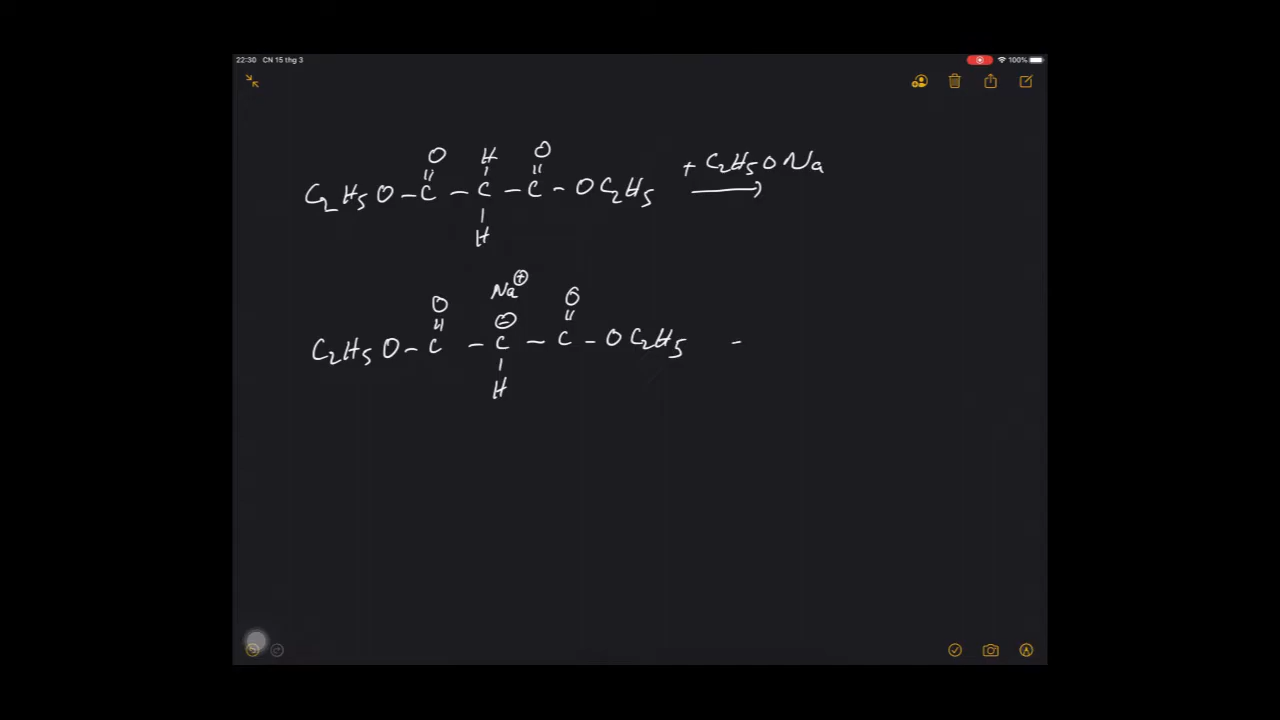 22:30 CN 15 thg 3
100%
O H O
|| | ||
C₂H₅O – C – C – C – OC₂H₅ + C₂H₅ONa ⟶
|
H
Na⊕
O ⊖ O
|| ||
C₂H₅O – C – C – C – OC₂H₅ –
|
H